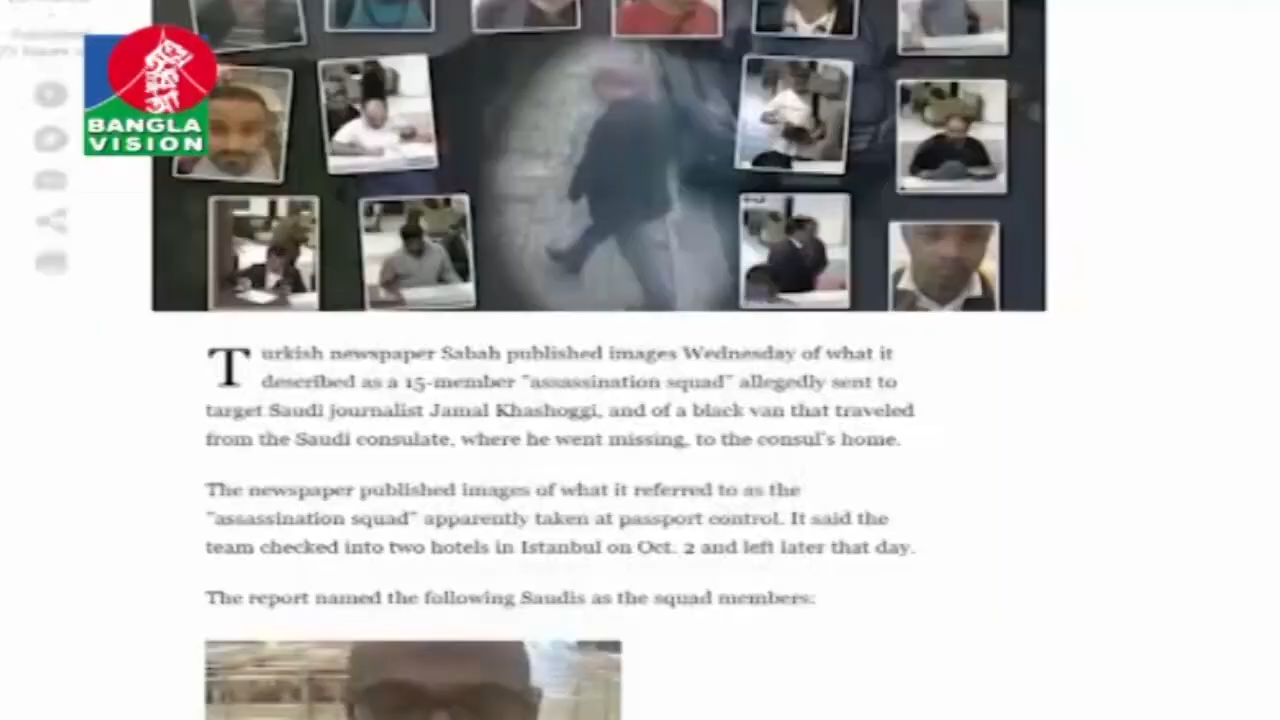 BANGLA
VISION
Turkish newspaper Sabah published images Wednesday of what it
described as a 15-member "assassination squad" allegedly sent to
target Saudi journalist Jamal Khashoggi, and of a black van that traveled
from the Saudi consulate, where he went missing, to the consul's home.
The newspaper published images of what it referred to as the
"assassination squad" apparently taken at passport control. It said the
team checked into two hotels in Istanbul on Oct. 2 and left later that day.
The report named the following Saudis as the squad members: